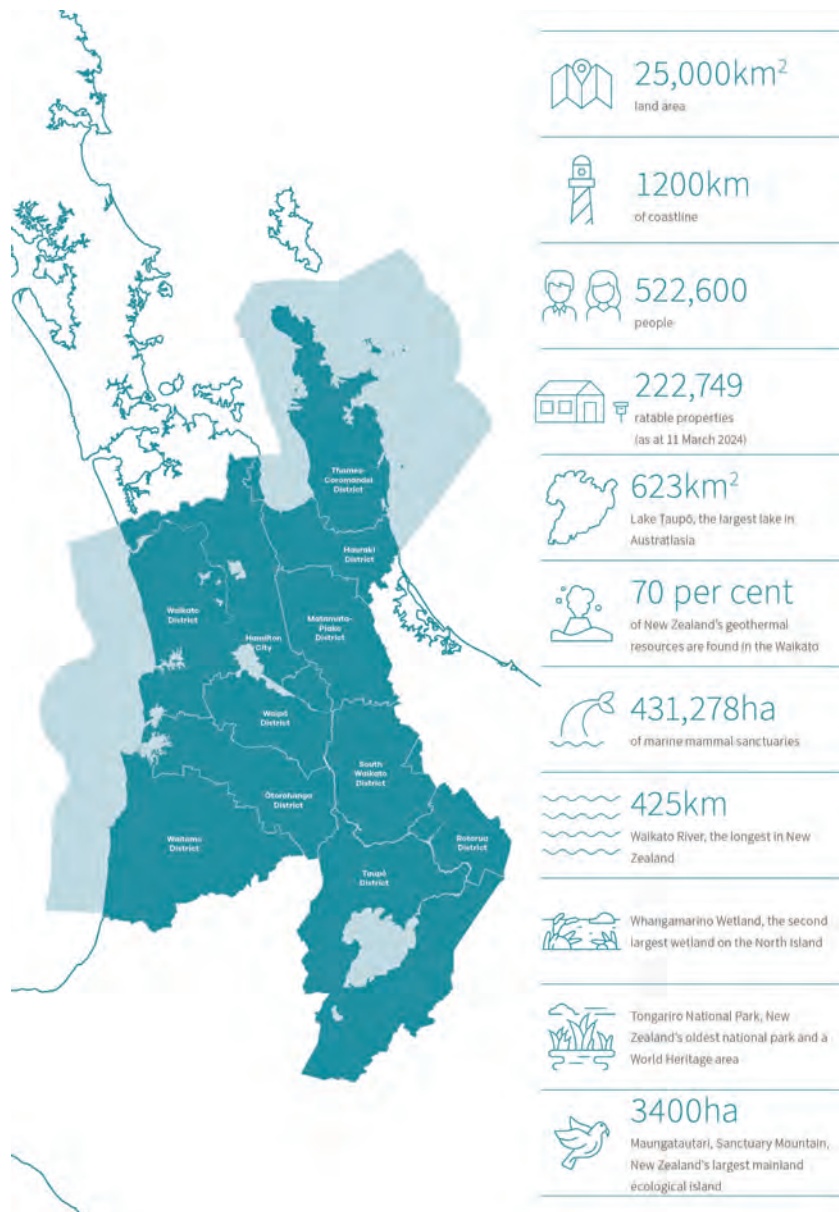 25,000km²
land area
1200km
of coastline
522,600
people
222,749
ratable properties
(as at 11 March 2024)
623km²
Lake Taupō, the largest lake in
Australasia
70 per cent
of New Zealand's geothermal
resources are found in the Waikato
431,278ha
of marine mammal sanctuaries
425km
Waikato River, the longest in New
Zealand
Whangamarino Wetland, the second
largest wetland on the North Island
Tongariro National Park, New
Zealand's oldest national park and a
World Heritage area
3400ha
Maungatautari, Sanctuary Mountain,
New Zealand's largest mainland
ecological island
Thames-
Coromandel
District
Hauraki
District
Waikato
District
Matamata-
Piako
District
Hamilton
City
Waipā
District
South
Waikato
District
Ōtorohanga
District
Waitomo
District
Rotorua
District
Taupō
District